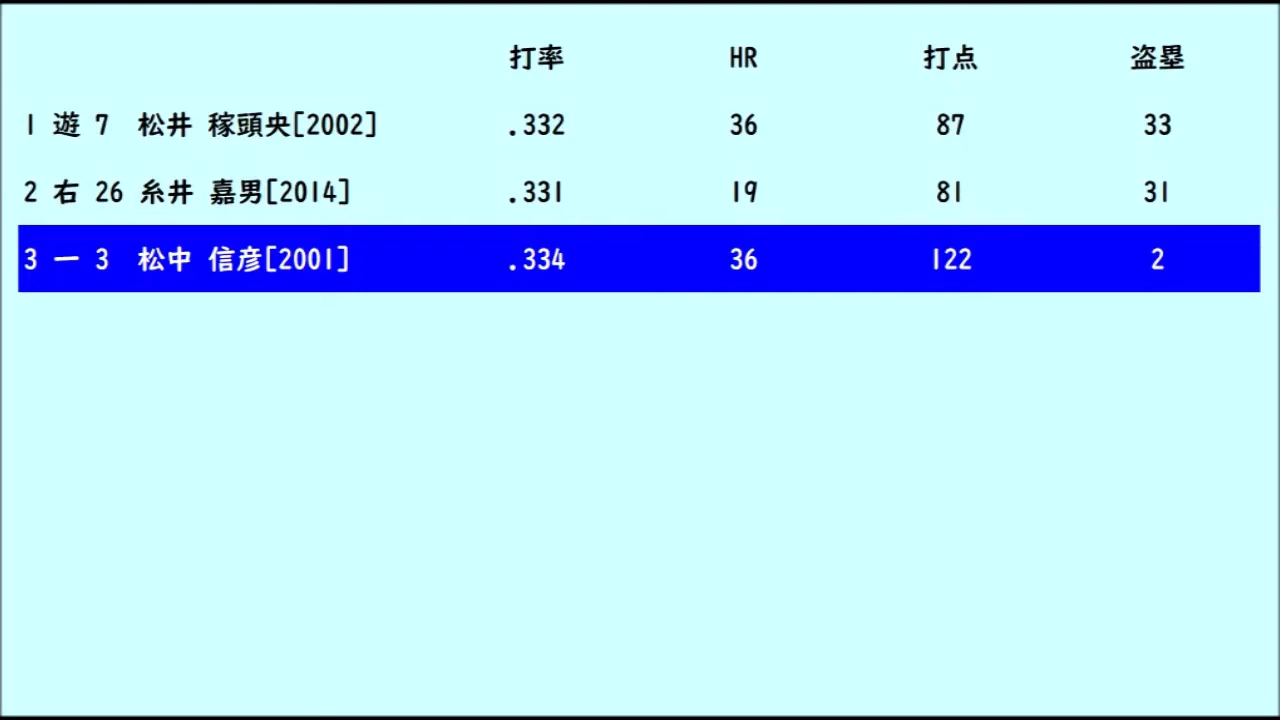 打率 HR 打点 盗塁
1 遊 7 松井 稼頭央[2002] .332 36 87 33
2 右 26 糸井 嘉男[2014] .331 19 81 31
3 一 3 松中 信彦[2001] .334 36 122 2